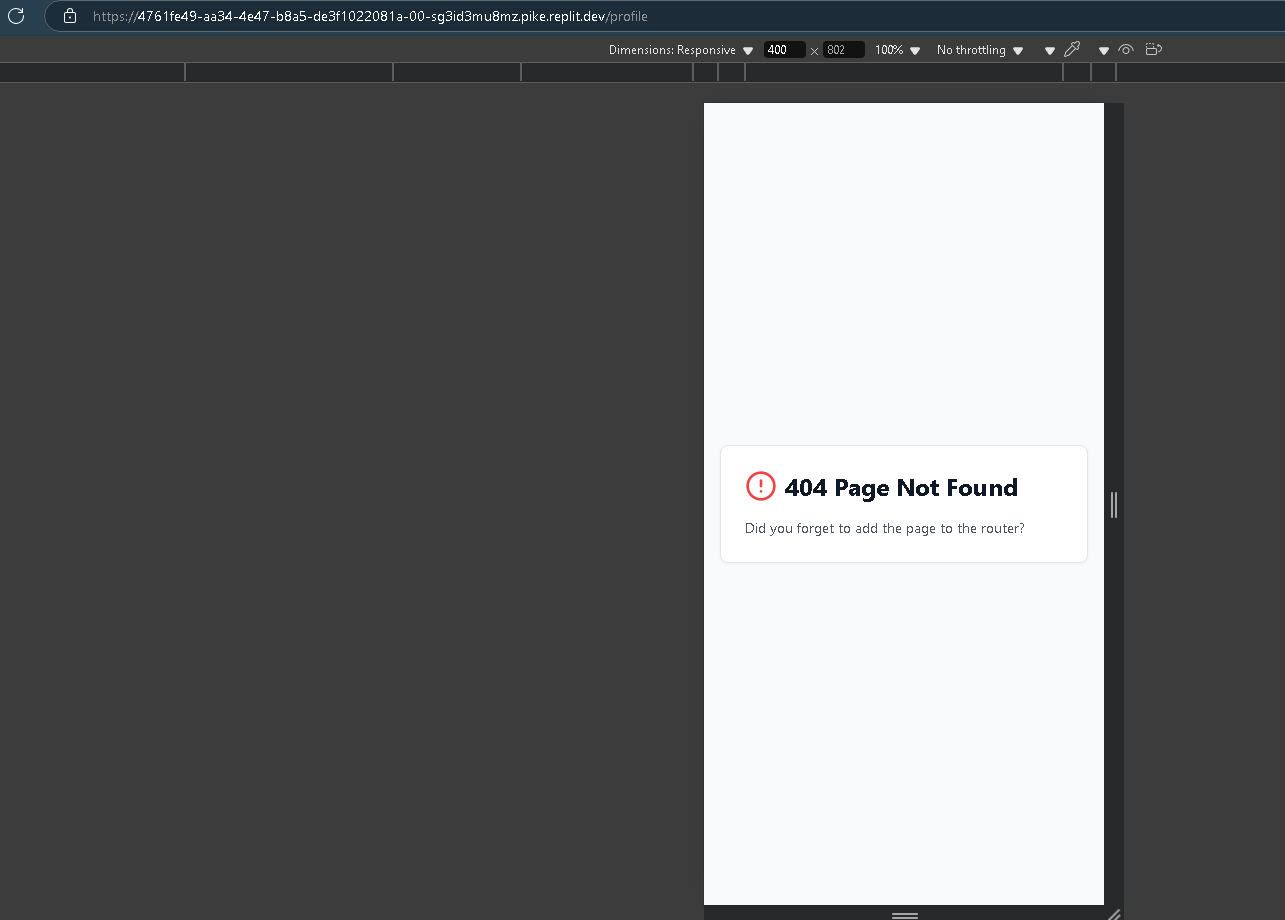 https://4761fe49-aa34-4e47-b8a5-de3f1022081a-00-sg3id3mu8mz.pike.replit.dev/profile
Dimensions: Responsive 400 × 802 100% No throttling
404 Page Not Found
Did you forget to add the page to the router?